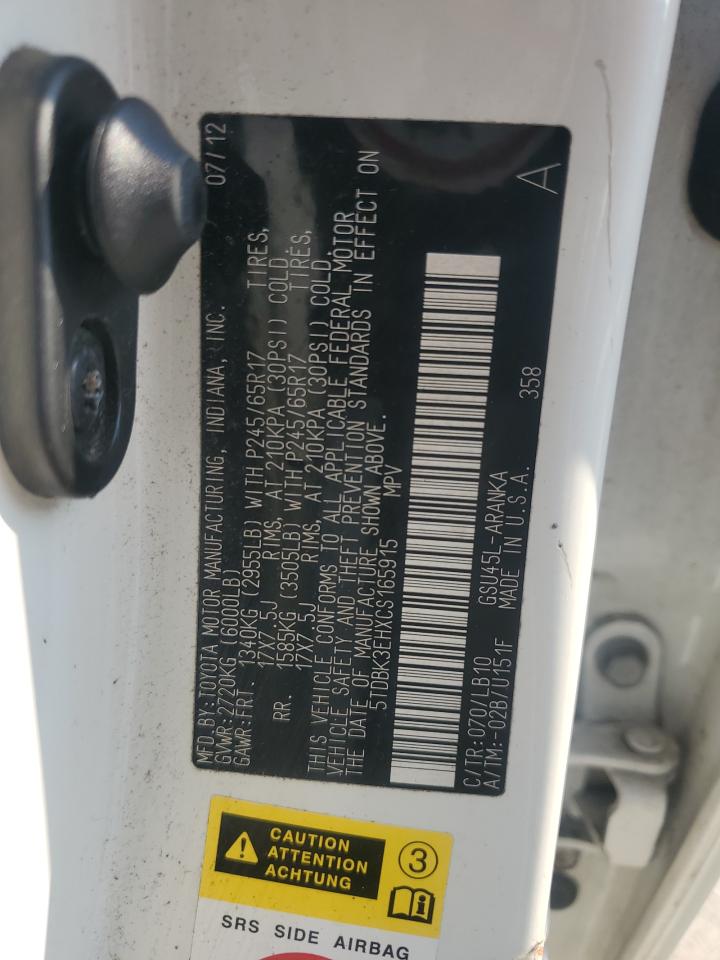 MFD.BY:TOYOTA MOTOR MANUFACTURING, INDIANA, INC. 07/12
GVWR:2720KG (6000LB)
GAWR:FRT. 1340KG (2955LB) WITH P245/65R17 TIRES,
17X7.5J RIMS, AT 210KPA (30PSI) COLD
RR. 1585KG (3505LB) WITH P245/65R17 TIRES,
17X7.5J RIMS, AT 210KPA (30PSI) COLD.
THIS VEHICLE CONFORMS TO ALL APPLICABLE FEDERAL MOTOR
VEHICLE SAFETY AND THEFT PREVENTION STANDARDS IN EFFECT ON
THE DATE OF MANUFACTURE SHOWN ABOVE.
5TDBK3EHXCS165915 MPV
C/TR:070/LB10 GSU45L-ARANKA 358 A
A/TM:-02B/U151F MADE IN U.S.A.
CAUTION
ATTENTION
ACHTUNG
3
SRS SIDE AIRBAG